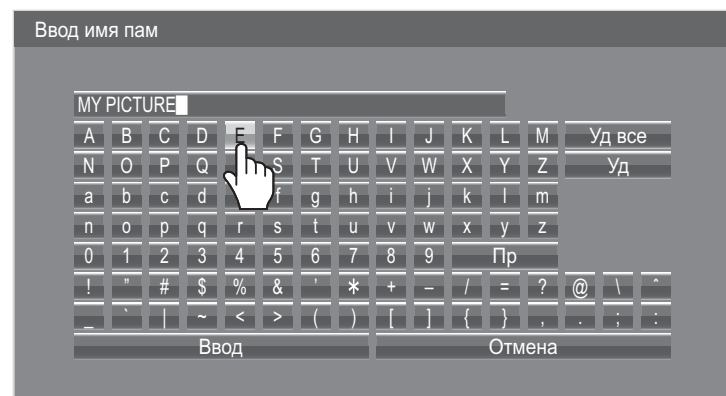 Ввод имя пам
MY PICTURE
A B C D E F G H I J K L M Уд все
N O P Q S T U V W X Y Z Уд
a b c d f g h i j k l m
n o p q r s t u v w x y z
0 1 2 3 4 5 6 7 8 9 Пр
! " # $ % & ' * + – / = ? @ \ ^
_ ` | ~ < > ( ) [ ] { } , . ; :
Ввод Отмена